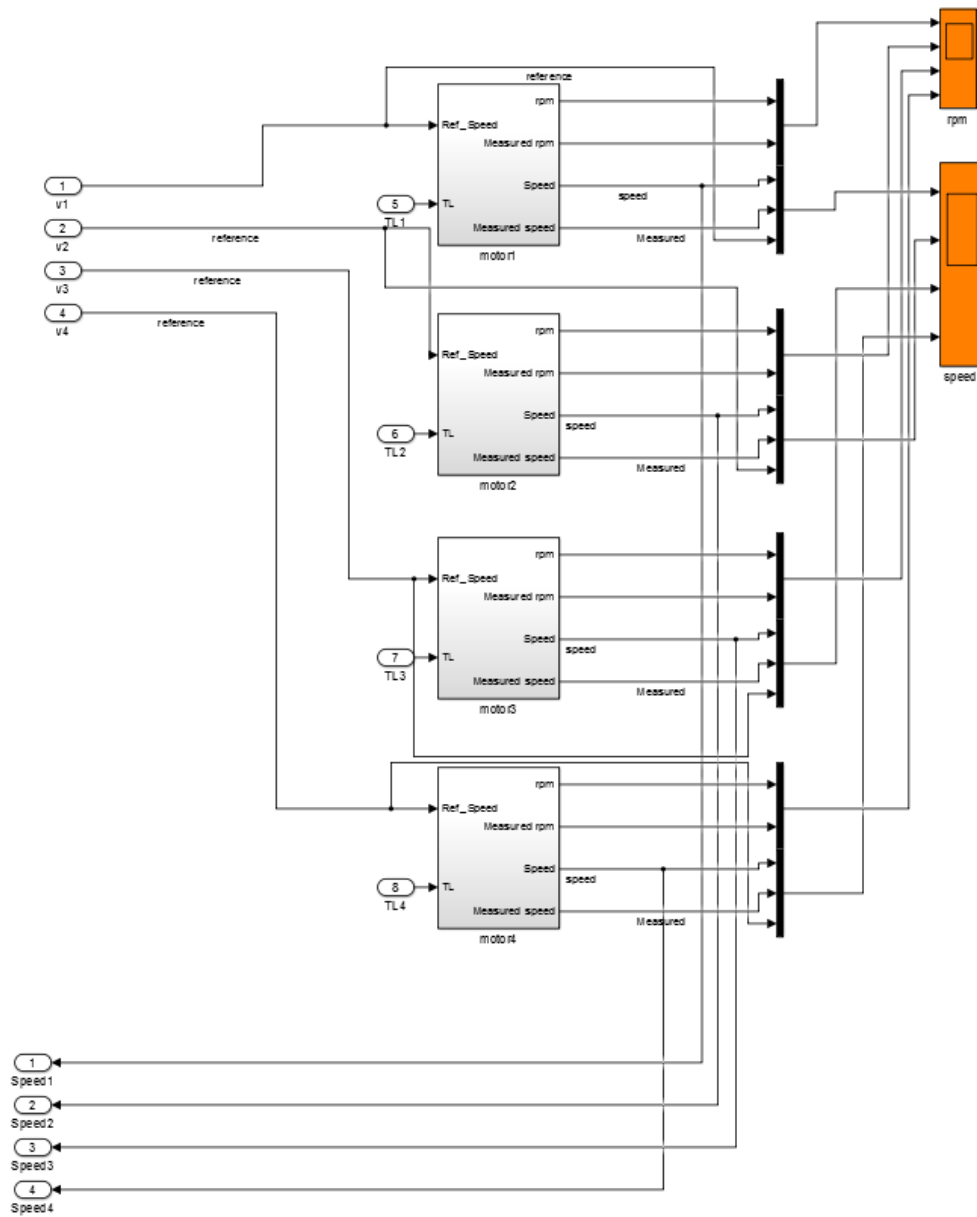 rpm
speed
reference
rpm
Ref_Speed
Measured rpm
Speed
speed
TL
Measured speed
Measured
motor1
1
v1
2
v2
reference
3
v3
reference
4
v4
reference
5
TL1
rpm
Ref_Speed
Measured rpm
Speed
speed
TL
Measured speed
Measured
motor2
6
TL2
rpm
Ref_Speed
Measured rpm
Speed
speed
TL
Measured speed
Measured
motor3
7
TL3
rpm
Ref_Speed
Measured rpm
Speed
speed
TL
Measured speed
Measured
motor4
8
TL4
1
Speed1
2
Speed2
3
Speed3
4
Speed4